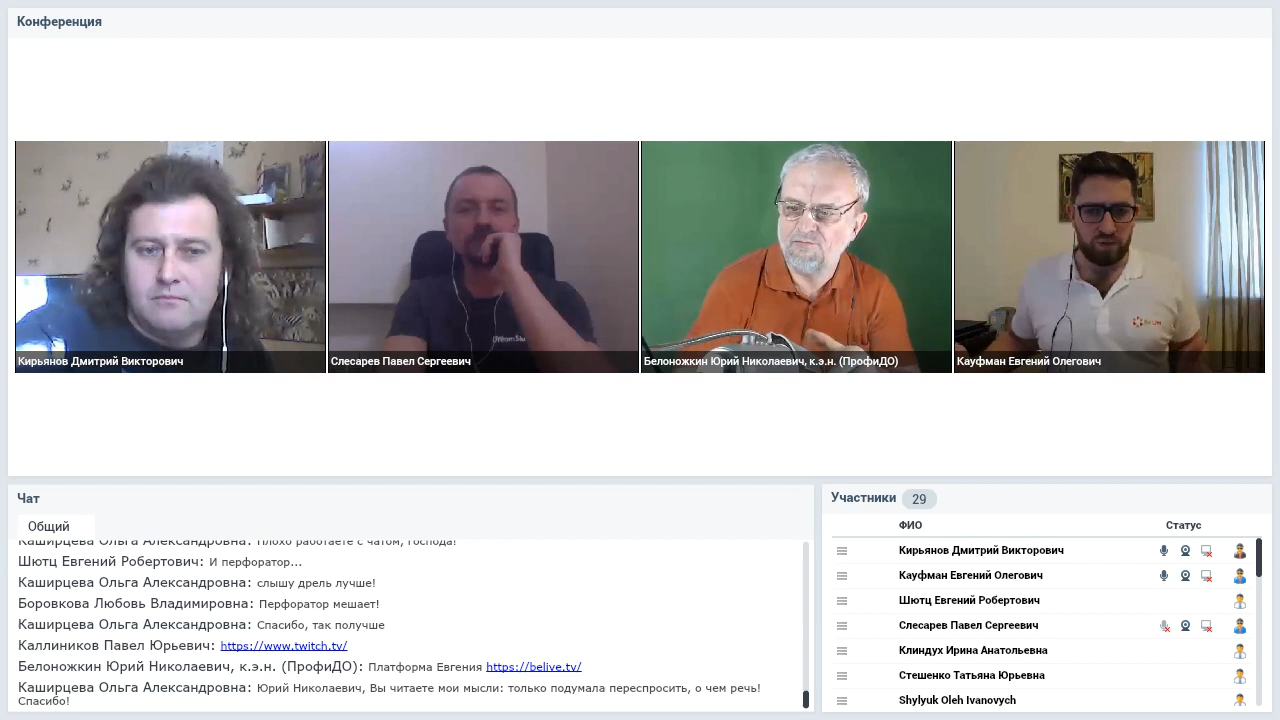 Конференция
Кирьянов Дмитрий Викторович
Слесарев Павел Сергеевич
Белоножкин Юрий Николаевич, к.э.н. (ПрофиДО)
Кауфман Евгений Олегович
Чат
Общий
Каширцева Ольга Александровна: Плохо работаете с чатом, господа!
Шютц Евгений Робертович: И перфоратор...
Каширцева Ольга Александровна: слышу дрель лучше!
Боровкова Любовь Владимировна: Перфоратор мешает!
Каширцева Ольга Александровна: Спасибо, так получше
Каллиников Павел Юрьевич: https://www.twitch.tv/
Белоножкин Юрий Николаевич, к.э.н. (ПрофиДО): Платформа Евгения https://belive.tv/
Каширцева Ольга Александровна: Юрий Николаевич, Вы читаете мои мысли: только подумала переспросить, о чем речь!
Спасибо!
Участники 29
ФИО Статус
Кирьянов Дмитрий Викторович
Кауфман Евгений Олегович
Шютц Евгений Робертович
Слесарев Павел Сергеевич
Клиндух Ирина Анатольевна
Стешенко Татьяна Юрьевна
Shylyuk Oleh Ivanovych